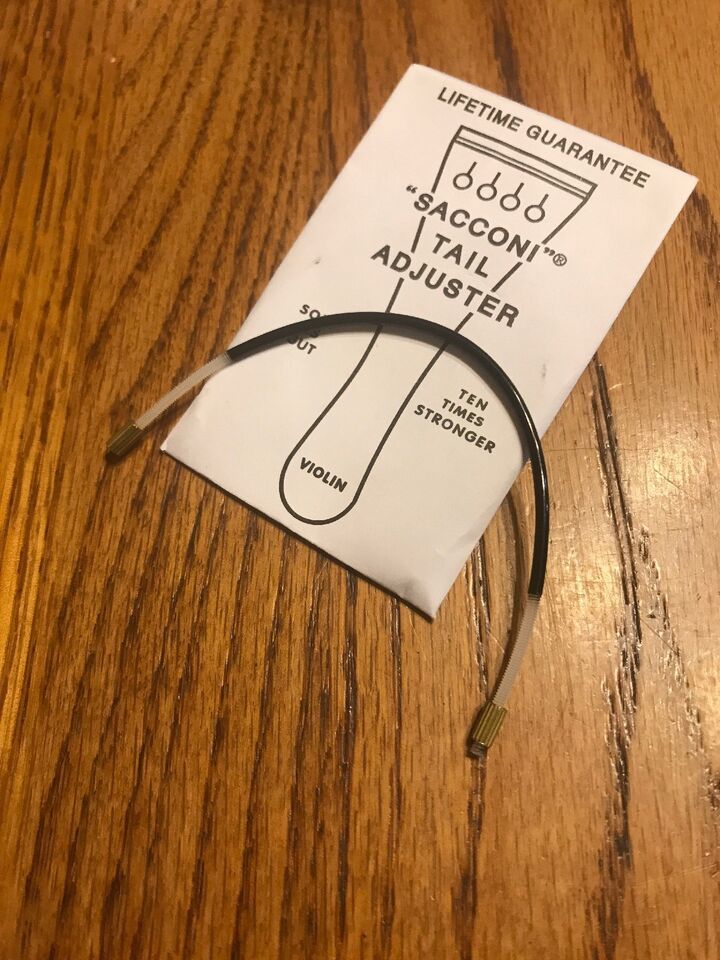 LIFETIME GUARANTEE
“SACCONI”®
TAIL
ADJUSTER
TEN
TIMES
STRONGER
VIOLIN